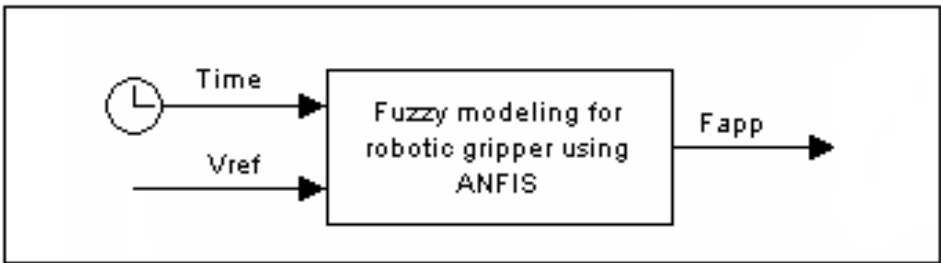 Time
Vref
Fuzzy modeling for
robotic gripper using
ANFIS
Fapp